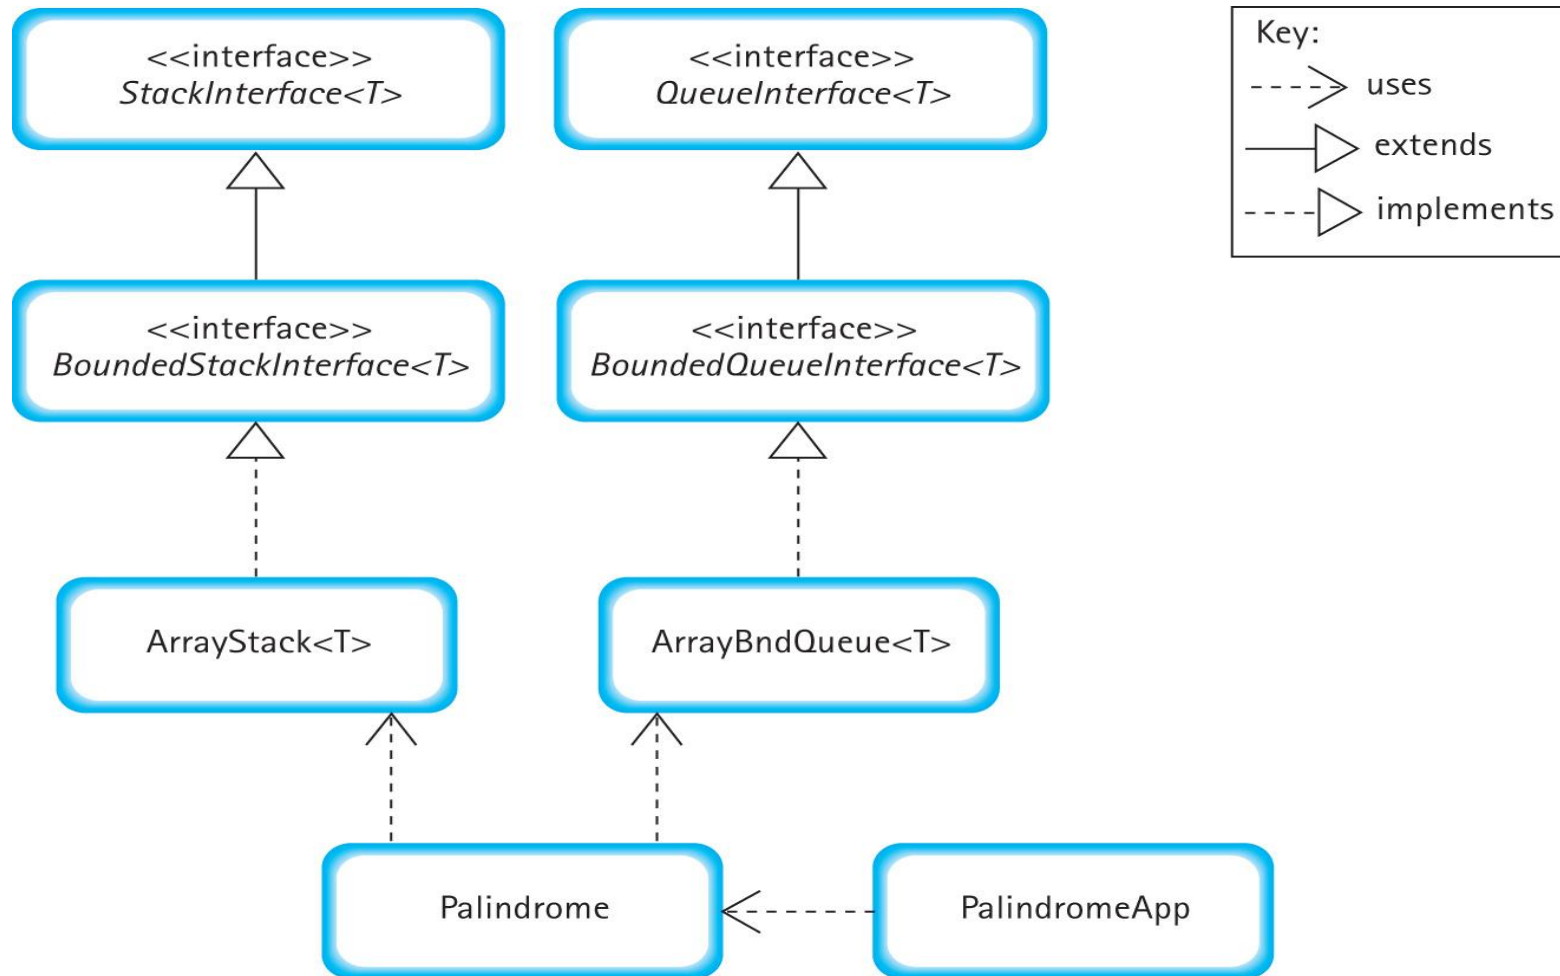 <<interface>>
StackInterface<T>
<<interface>>
QueueInterface<T>
Key:
uses
extends
implements
<<interface>>
BoundedStackInterface<T>
<<interface>>
BoundedQueueInterface<T>
ArrayStack<T>
ArrayBndQueue<T>
Palindrome
PalindromeApp